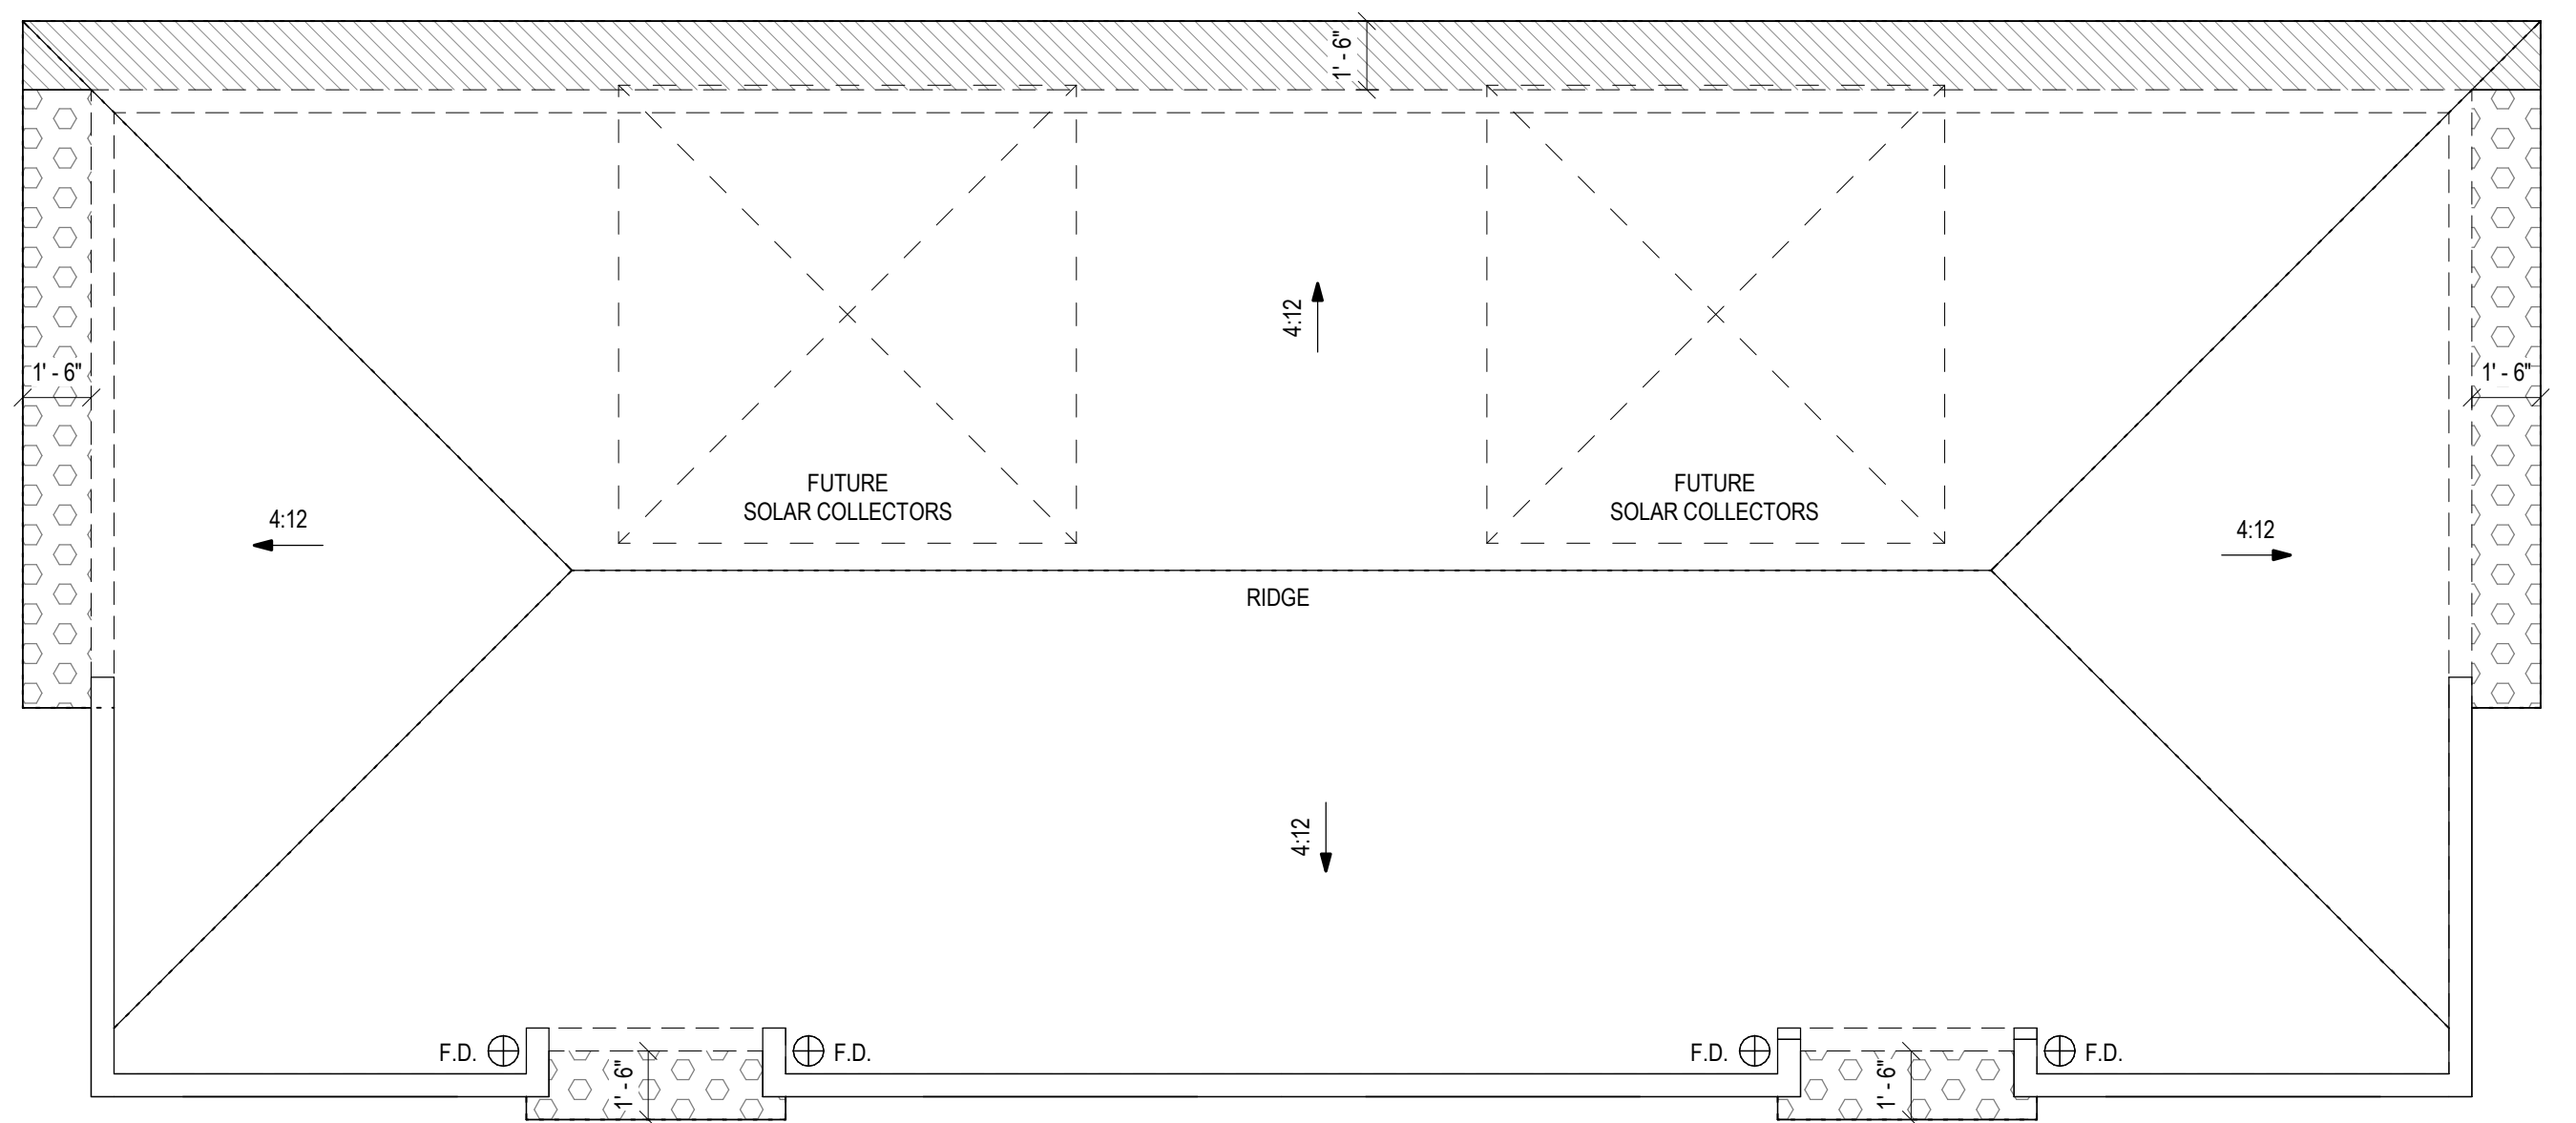 1' - 6"
4:12
1' - 6"
1' - 6"
FUTURE
SOLAR COLLECTORS
FUTURE
SOLAR COLLECTORS
4:12
4:12
RIDGE
4:12
F.D.
F.D.
F.D.
F.D.
1' - 6"
1' - 6"